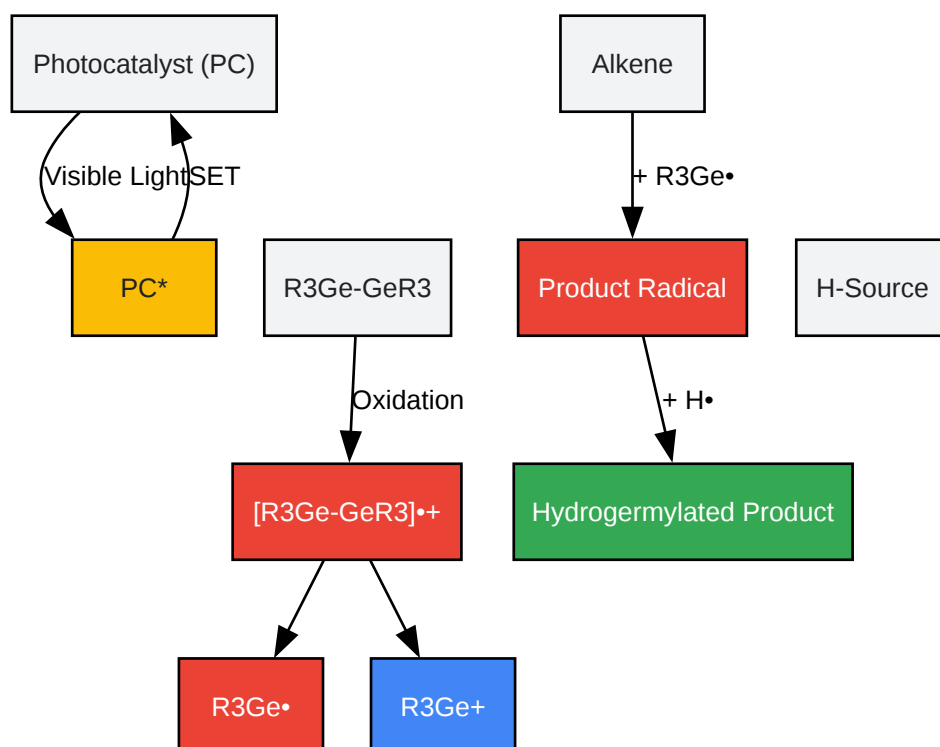 Photocatalyst (PC)
Alkene
Visible Light
SET
+ R3Ge•
PC*
R3Ge-GeR3
Product Radical
H-Source
Oxidation
+ H•
[R3Ge-GeR3]•+
Hydrogermylated Product
R3Ge•
R3Ge+